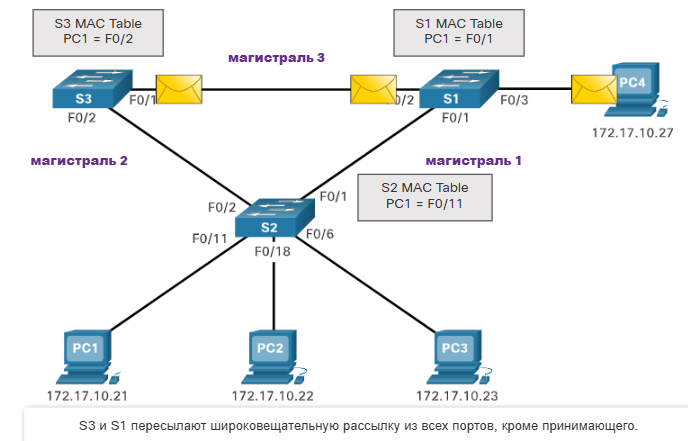 S3 MAC Table
PC1 = F0/2
S1 MAC Table
PC1 = F0/1
магистраль 3
S3
F0/1
F0/2
/2
S1
F0/3
F0/1
PC4
172.17.10.27
магистраль 2
магистраль 1
S2 MAC Table
PC1 = F0/11
F0/2
F0/1
S2
F0/11
F0/6
F0/18
PC1
PC2
PC3
172.17.10.21
172.17.10.22
172.17.10.23
S3 и S1 пересылают широковещательную рассылку из всех портов, кроме принимающего.